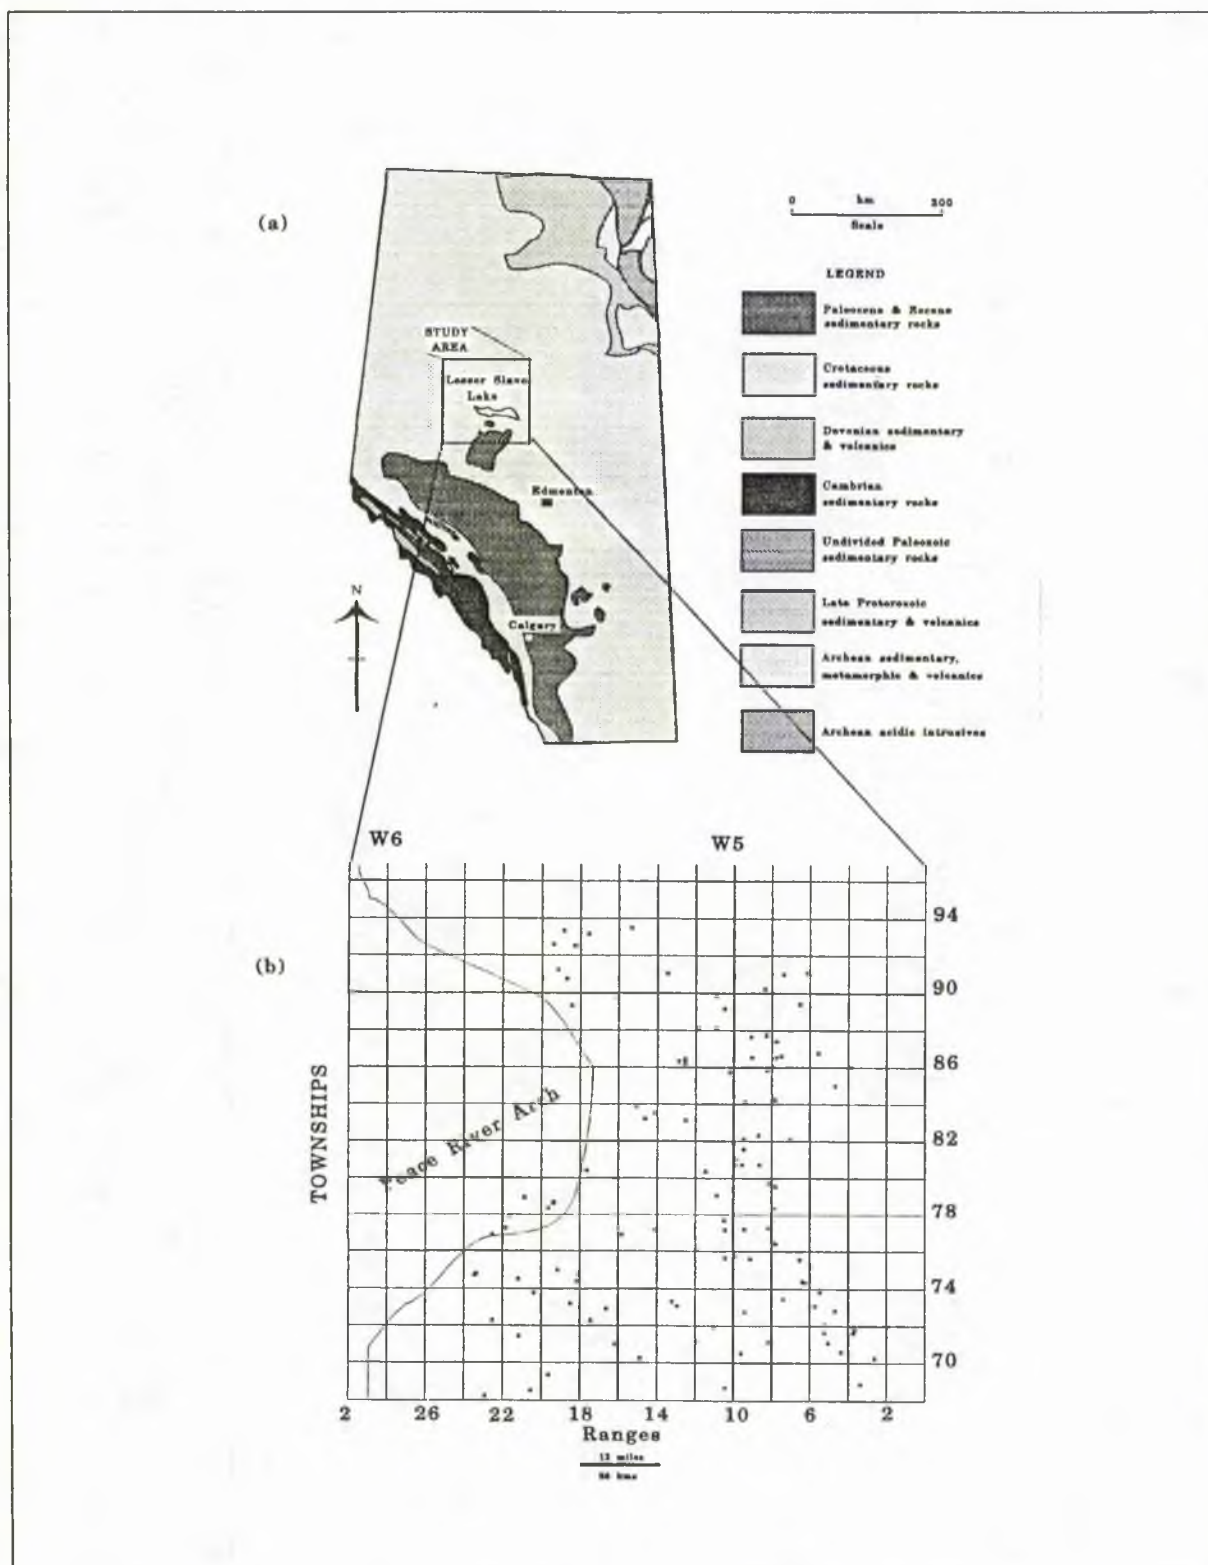 (a)
0 km 300
Scale
LEGEND
Paleocene & Eocene
sedimentary rocks
Cretaceous
sedimentary rocks
Devonian sedimentary
& volcanics
Cambrian
sedimentary rocks
Undivided Paleozoic
sedimentary rocks
Late Proterozoic
sedimentary & volcanics
Archean sedimentary,
metamorphic & volcanics
Archean acidic intrusives
STUDY
AREA
Lesser Slave
Lake
Edmonton
N
Calgary
W6 W5
(b)
94
90
86
82
78
74
70
TOWNSHIPS
Peace River Arch
2 26 22 18 14 10 6 2
Ranges
12 miles
kms